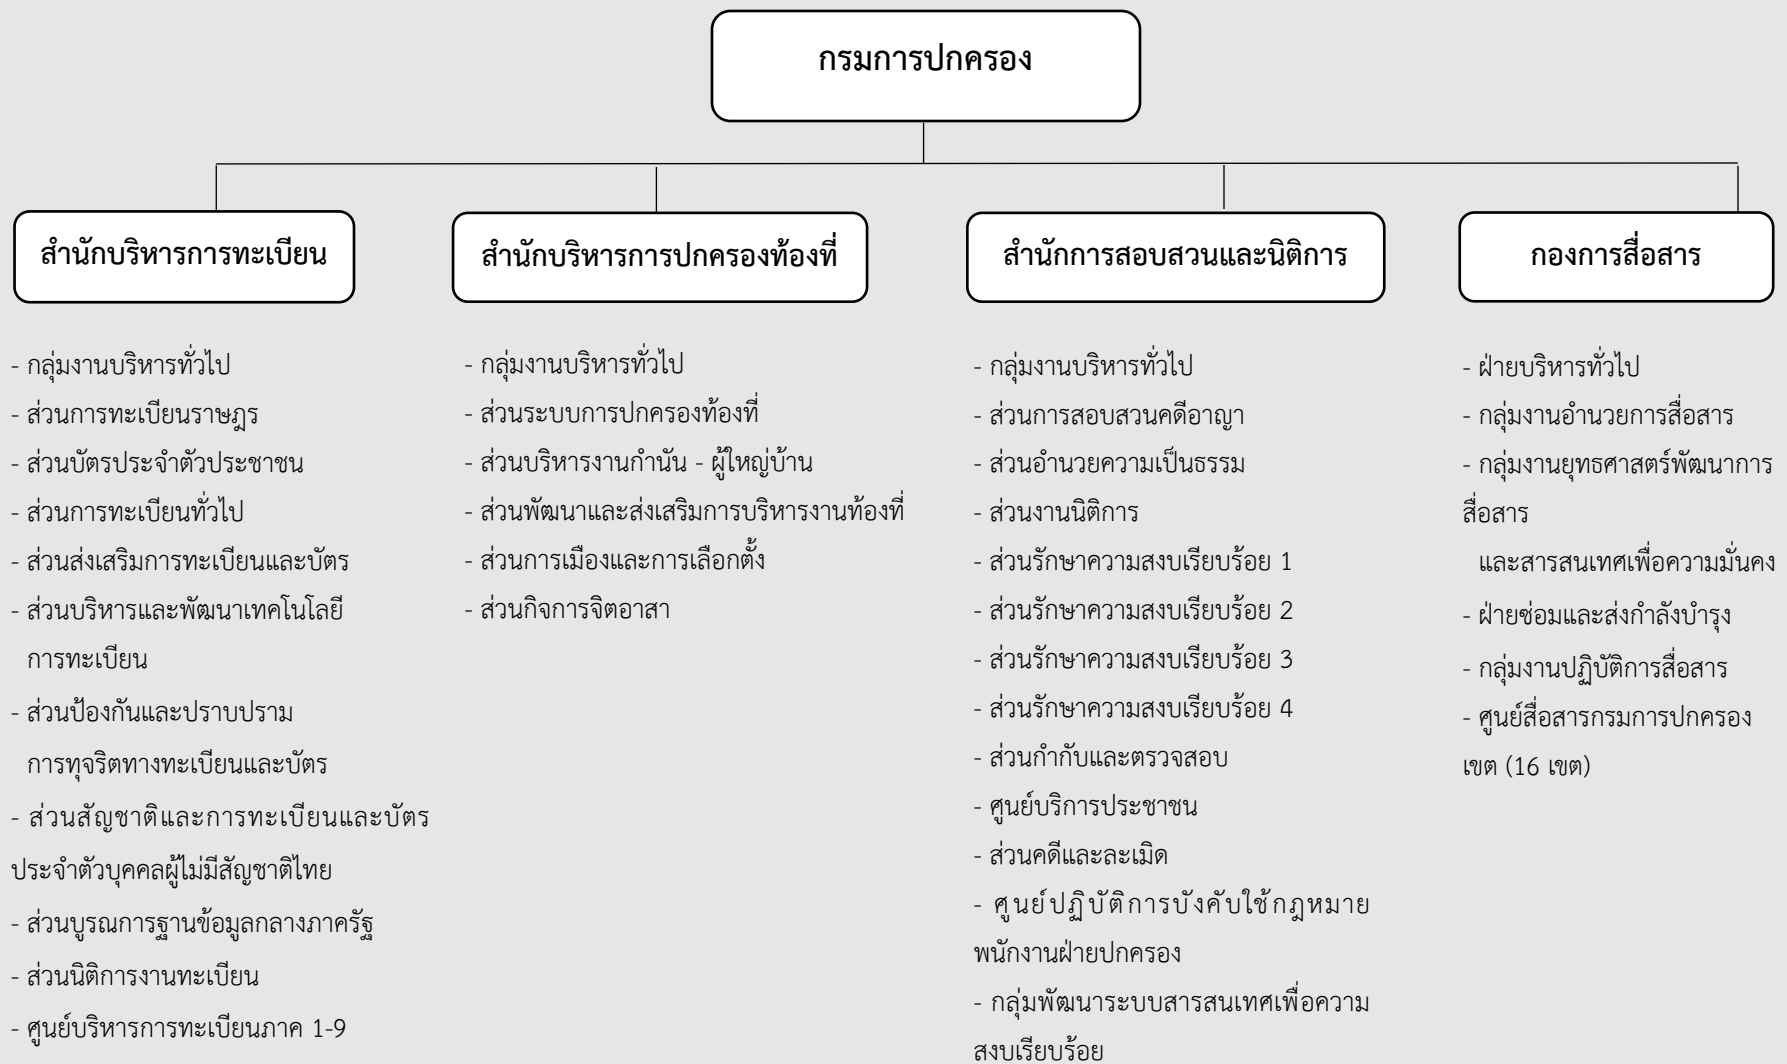 กรมการปกครอง
สำนักบริหารการทะเบียน
- กลุ่มงานบริหารทั่วไป
- ส่วนการทะเบียนราษฎร
- ส่วนบัตรประจำตัวประชาชน
- ส่วนการทะเบียนทั่วไป
- ส่วนส่งเสริมการทะเบียนและบัตร
- ส่วนบริหารและพัฒนาเทคโนโลยี
การทะเบียน
- ส่วนป้องกันและปราบปราม
การทุจริตทางทะเบียนและบัตร
- ส่วนสัญชาติและการทะเบียนและบัตร
ประจำตัวบุคคลผู้ไม่มีสัญชาติไทย
- ส่วนบูรณการฐานข้อมูลกลางภาครัฐ
- ส่วนนิติการงานทะเบียน
- ศูนย์บริหารการทะเบียนภาค 1-9
สำนักบริหารการปกครองท้องที่
- กลุ่มงานบริหารทั่วไป
- ส่วนระบบการปกครองท้องที่
- ส่วนบริหารงานกำนัน - ผู้ใหญ่บ้าน
- ส่วนพัฒนาและส่งเสริมการบริหารงานท้องที่
- ส่วนการเมืองและการเลือกตั้ง
- ส่วนกิจการจิตอาสา
สำนักการสอบสวนและนิติการ
- กลุ่มงานบริหารทั่วไป
- ส่วนการสอบสวนคดีอาญา
- ส่วนอำนวยความเป็นธรรม
- ส่วนงานนิติการ
- ส่วนรักษาความสงบเรียบร้อย 1
- ส่วนรักษาความสงบเรียบร้อย 2
- ส่วนรักษาความสงบเรียบร้อย 3
- ส่วนรักษาความสงบเรียบร้อย 4
- ส่วนกำกับและตรวจสอบ
- ศูนย์บริการประชาชน
- ส่วนคดีและละเมิด
- ศูนย์ปฏิบัติการบังคับใช้กฎหมาย
พนักงานฝ่ายปกครอง
- กลุ่มพัฒนาระบบสารสนเทศเพื่อความ
สงบเรียบร้อย
กองการสื่อสาร
- ฝ่ายบริหารทั่วไป
- กลุ่มงานอำนวยการสื่อสาร
- กลุ่มงานยุทธศาสตร์พัฒนาการ
สื่อสาร
และสารสนเทศเพื่อความมั่นคง
- ฝ่ายซ่อมและส่งกำลังบำรุง
- กลุ่มงานปฏิบัติการสื่อสาร
- ศูนย์สื่อสารกรมการปกครอง
เขต (16 เขต)